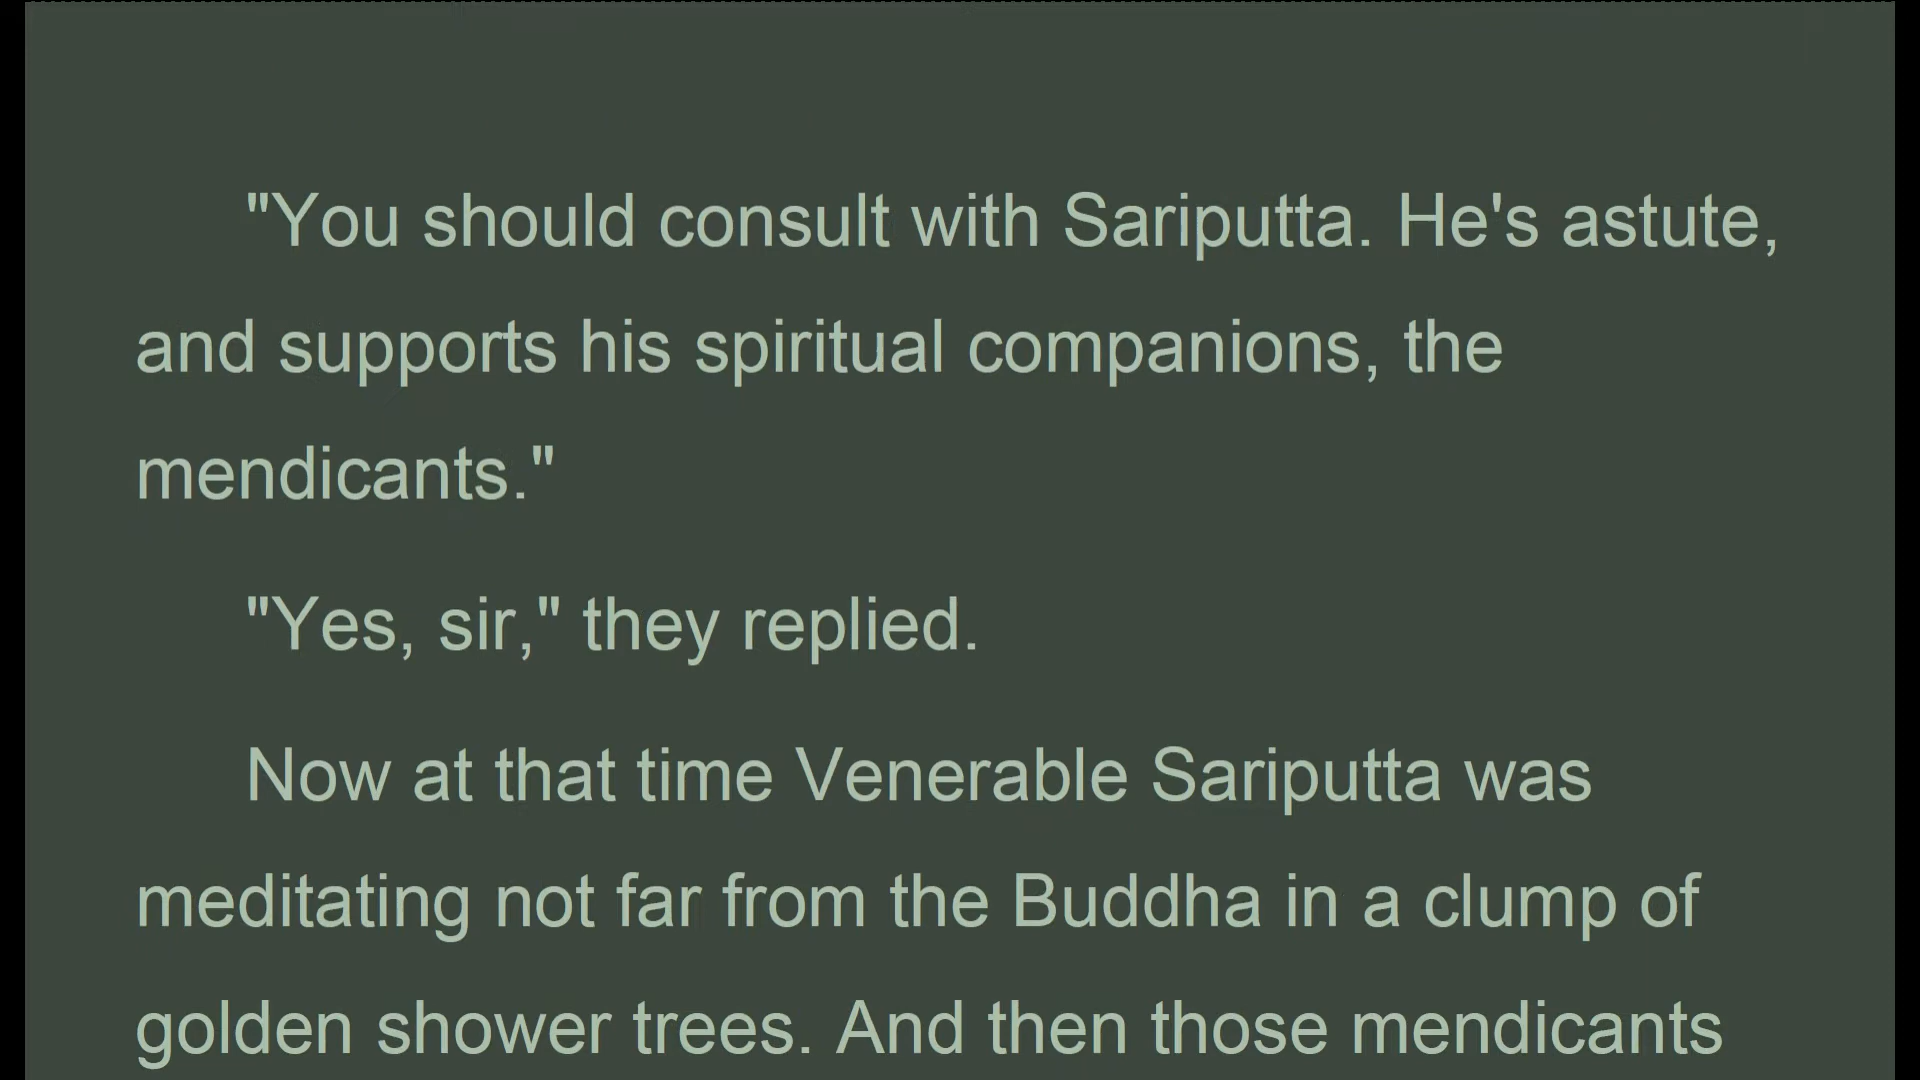 "You should consult with Sariputta. He's astute,
and supports his spiritual companions, the
mendicants."
"Yes, sir," they replied.
Now at that time Venerable Sariputta was
meditating not far from the Buddha in a clump of
golden shower trees. And then those mendicants